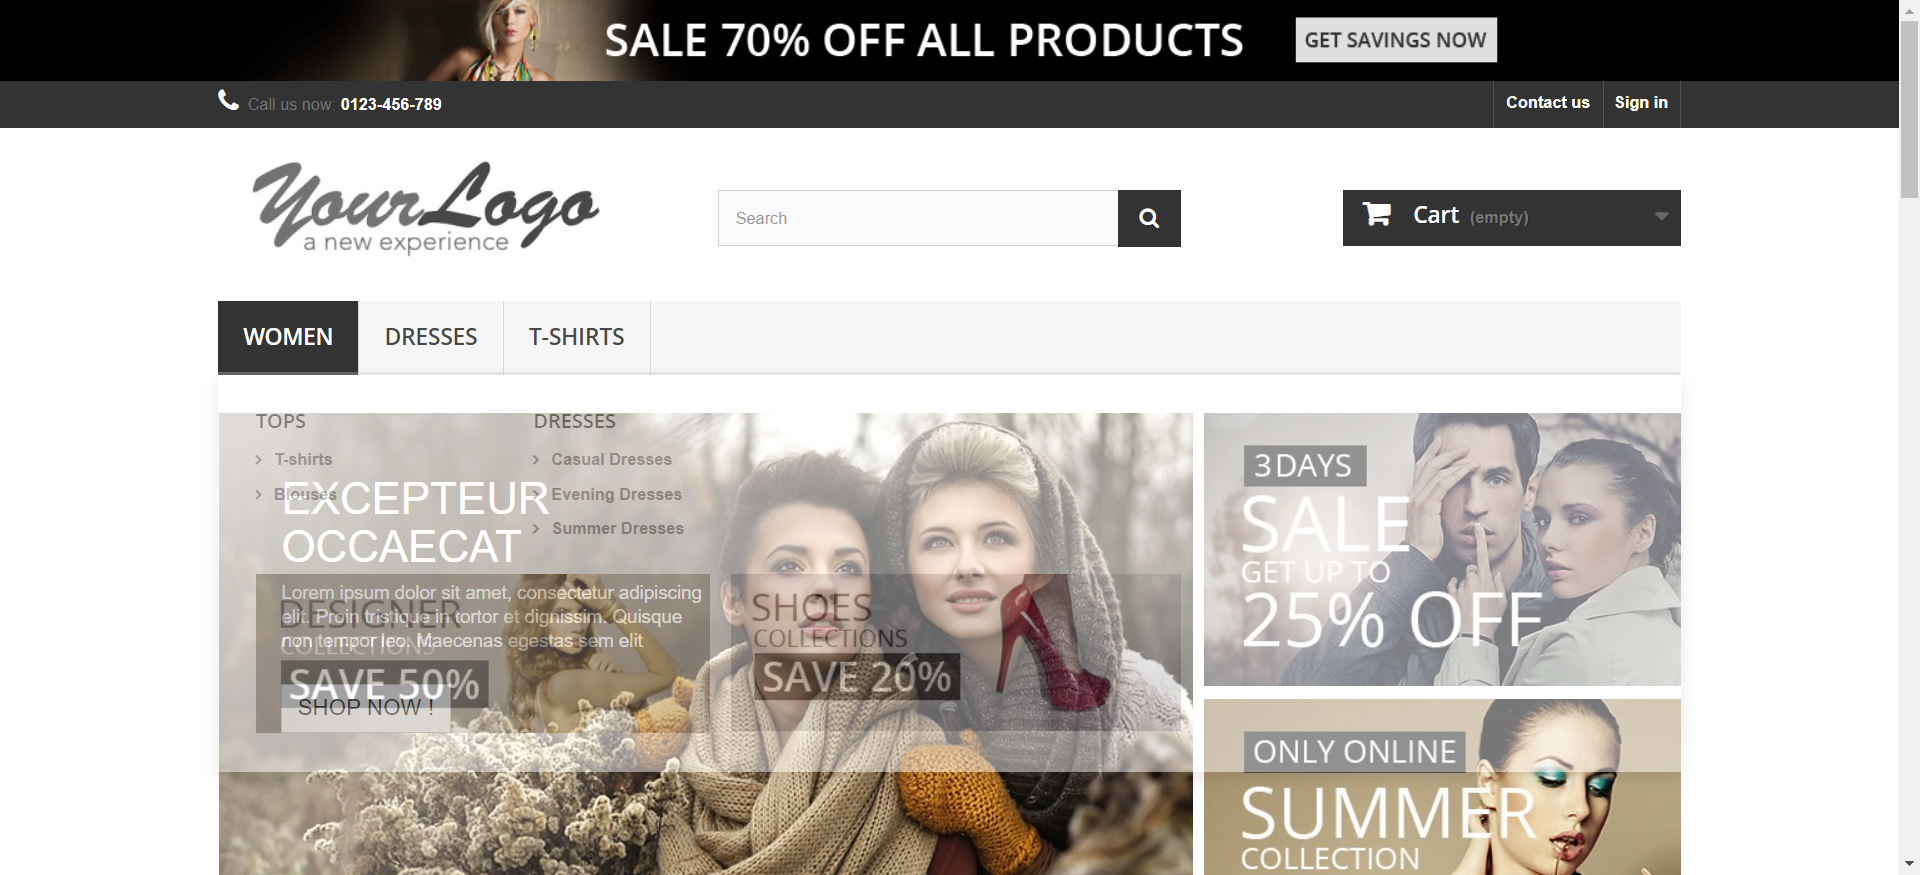 SALE 70% OFF ALL PRODUCTS
GET SAVINGS NOW
Call us now: 0123-456-789
Contact us
Sign in
YourLogo
a new experience
Search
Cart (empty)
WOMEN
DRESSES
T-SHIRTS
TOPS
T-shirts
Blouses
DRESSES
Casual Dresses
Evening Dresses
Summer Dresses
EXCEPTEUR
OCCAECAT
Lorem ipsum dolor sit amet, consectetur adipiscing
elit. Proin tristique in tortor et dignissim. Quisque
non tempor leo. Maecenas egestas sem elit
SHOP NOW !
DESIGNER
COLLECTIONS
SAVE 50%
SHOES
COLLECTIONS
SAVE 20%
3 DAYS
SALE
GET UP TO
25% OFF
ONLY ONLINE
SUMMER
COLLECTION